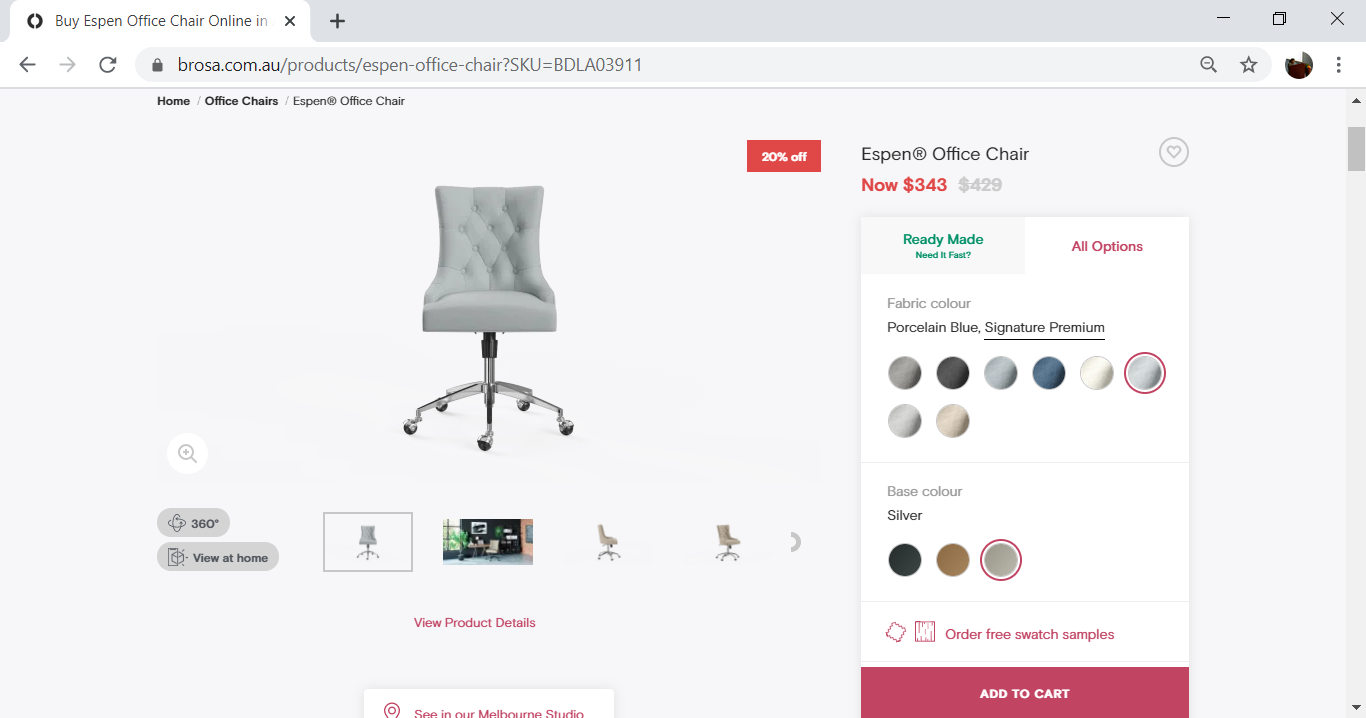 Buy Espen Office Chair Online in
brosa.com.au/products/espen-office-chair?SKU=BDLA03911
Home / Office Chairs / Espen® Office Chair
20% off
Espen® Office Chair
Now $343 $429
Ready Made
Need It Fast?
All Options
Fabric colour
Porcelain Blue, Signature Premium
Base colour
Silver
360°
View at home
View Product Details
Order free swatch samples
ADD TO CART
See in our Melbourne Studio